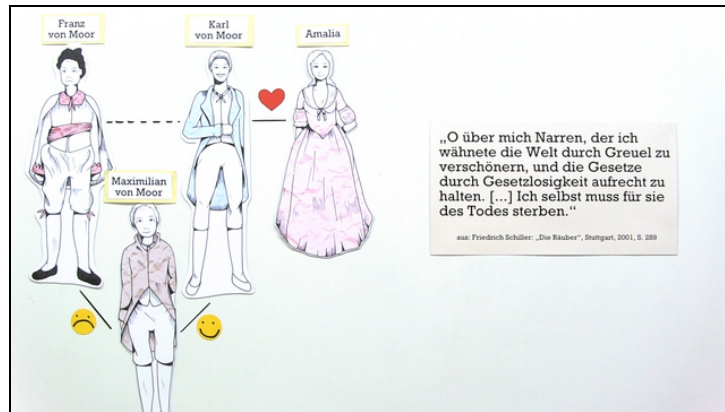 Franz
von Moor
Karl
von Moor
Amalia
Maximilian
von Moor
„O über mich Narren, der ich
wähnete die Welt durch Greuel zu
verschönern, und die Gesetze
durch Gesetzlosigkeit aufrecht zu
halten. [...] Ich selbst muss für sie
des Todes sterben.“
aus: Friedrich Schiller: „Die Räuber“, Stuttgart, 2001, S. 289